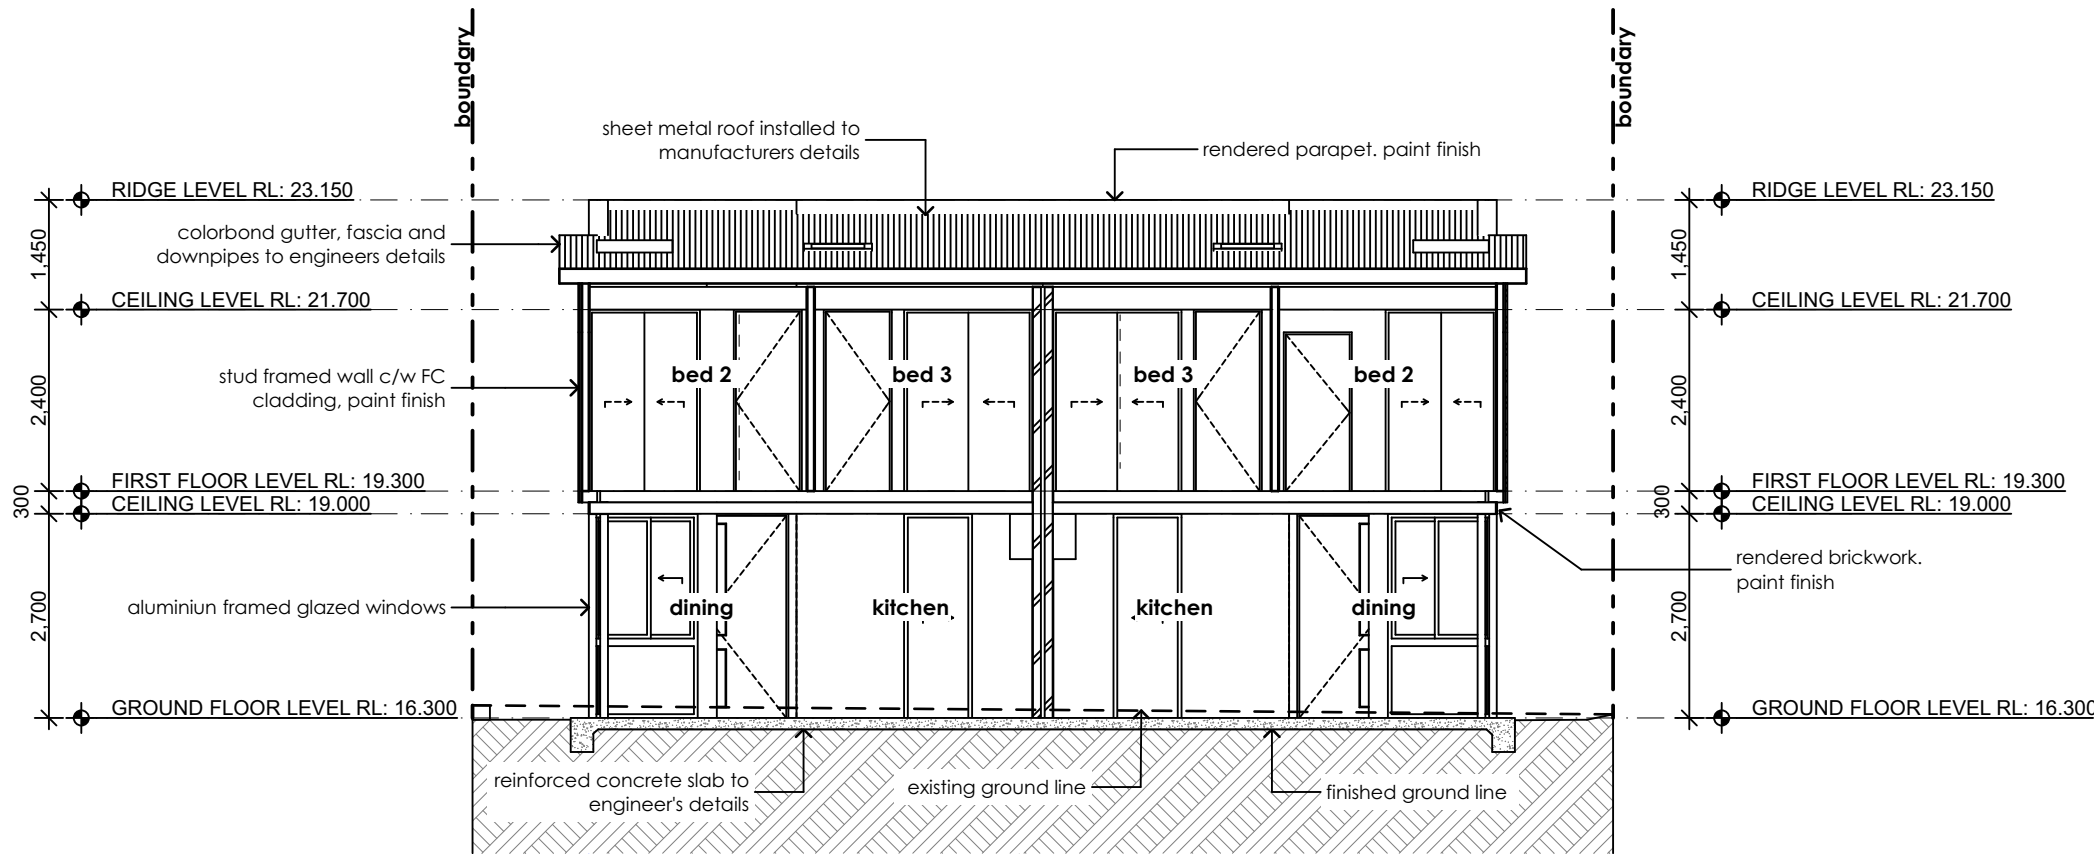 boundary
boundary
sheet metal roof installed to
manufacturers details
rendered parapet. paint finish
RIDGE LEVEL RL: 23.150
RIDGE LEVEL RL: 23.150
colorbond gutter, fascia and
downpipes to engineers details
1,450
1,450
CEILING LEVEL RL: 21.700
CEILING LEVEL RL: 21.700
stud framed wall c/w FC
cladding, paint finish
bed 2
bed 3
bed 3
bed 2
2,400
2,400
FIRST FLOOR LEVEL RL: 19.300
FIRST FLOOR LEVEL RL: 19.300
300
300
CEILING LEVEL RL: 19.000
CEILING LEVEL RL: 19.000
rendered brickwork.
paint finish
aluminiun framed glazed windows
dining
kitchen
kitchen
dining
2,700
2,700
GROUND FLOOR LEVEL RL: 16.300
GROUND FLOOR LEVEL RL: 16.300
reinforced concrete slab to
engineer's details
existing ground line
finished ground line